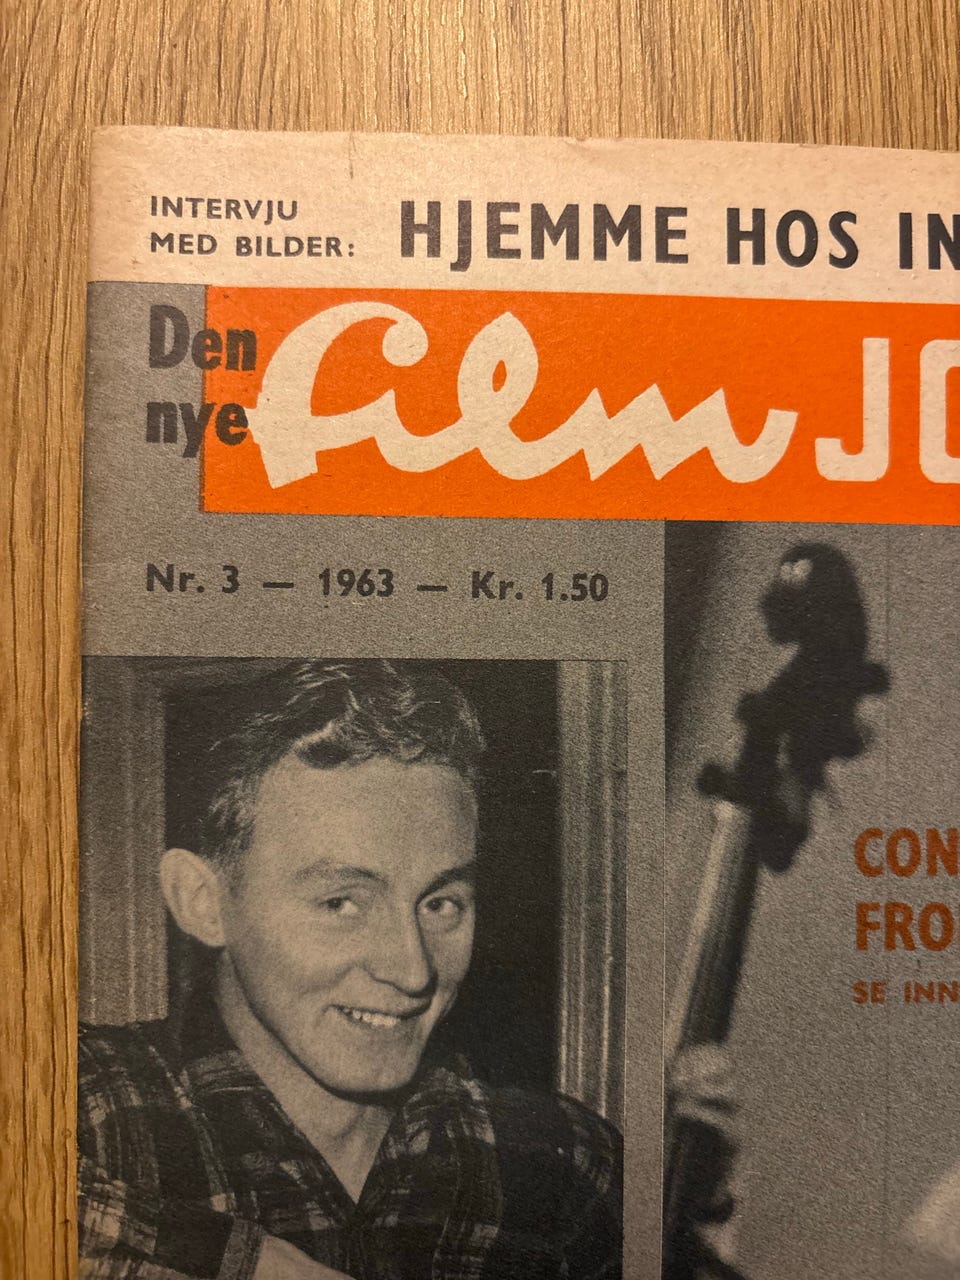 INTERVJU
MED BILDER:
HJEMME HOS IN
Den
nye
film JO
Nr. 3 — 1963 — Kr. 1.50
CON
FRO
SE INN